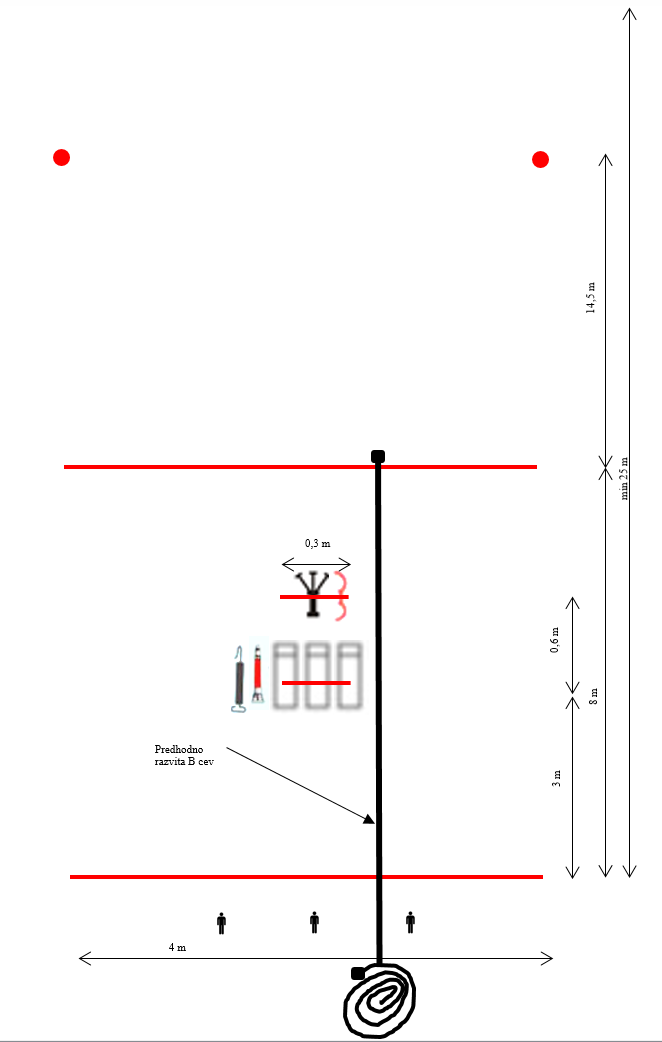 14,5 m
min 25 m
0,3 m
0,6 m
8 m
Predhodno
razvita B cev
3 m
4 m